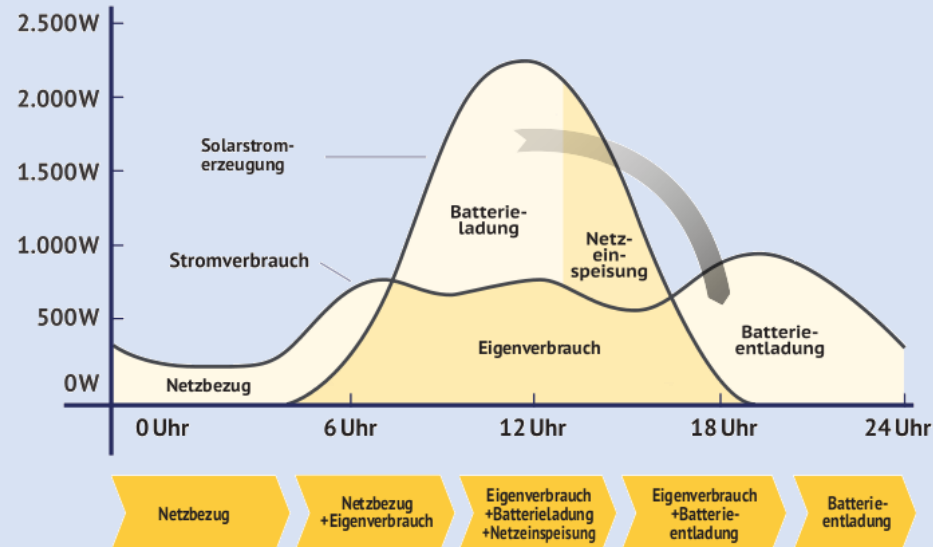 2.500W
2.000W
1.500W
1.000W
500W
0W
Solarstrom-
erzeugung
Stromverbrauch
Batterie-
ladung
Netz-
ein-
speisung
Eigenverbrauch
Batterie-
entladung
Netzbezug
0 Uhr
6 Uhr
12 Uhr
18 Uhr
24 Uhr
Netzbezug
Netzbezug
+Eigenverbrauch
Eigenverbrauch
+Batterieladung
+Netzeinspeisung
Eigenverbrauch
+Batterie-
entladung
Batterie-
entladung